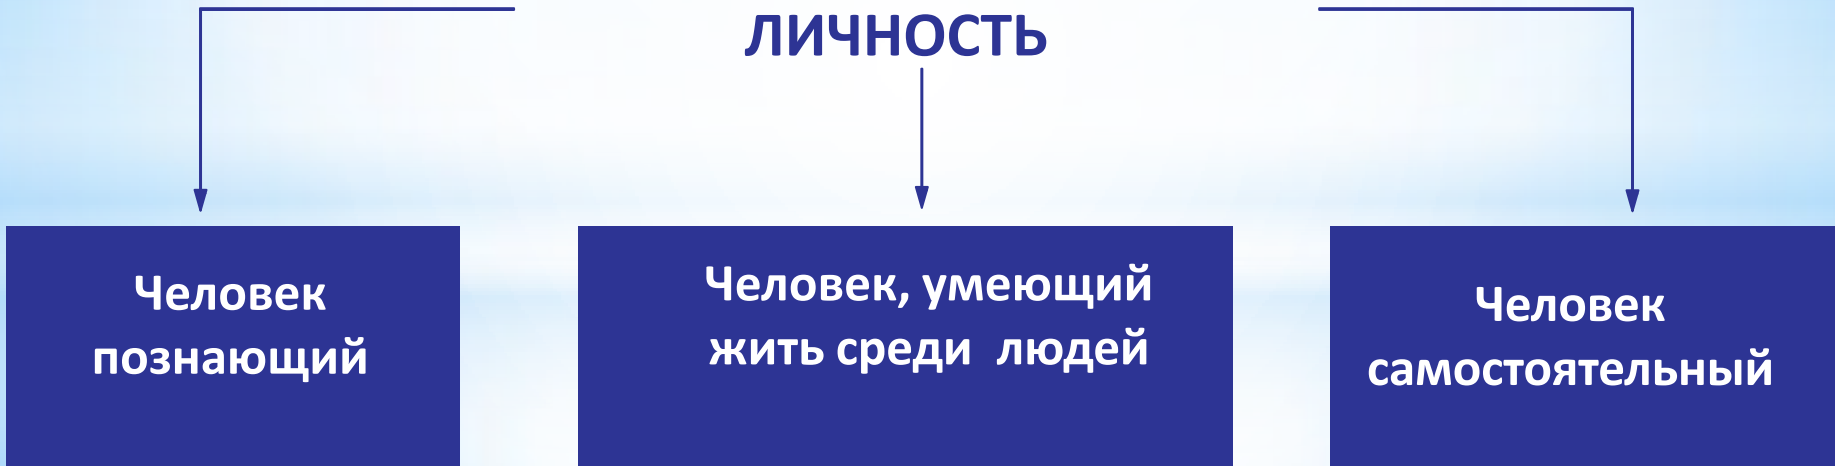 ЛИЧНОСТЬ
Человек
познающий
Человек, умеющий
жить среди людей
Человек
самостоятельный